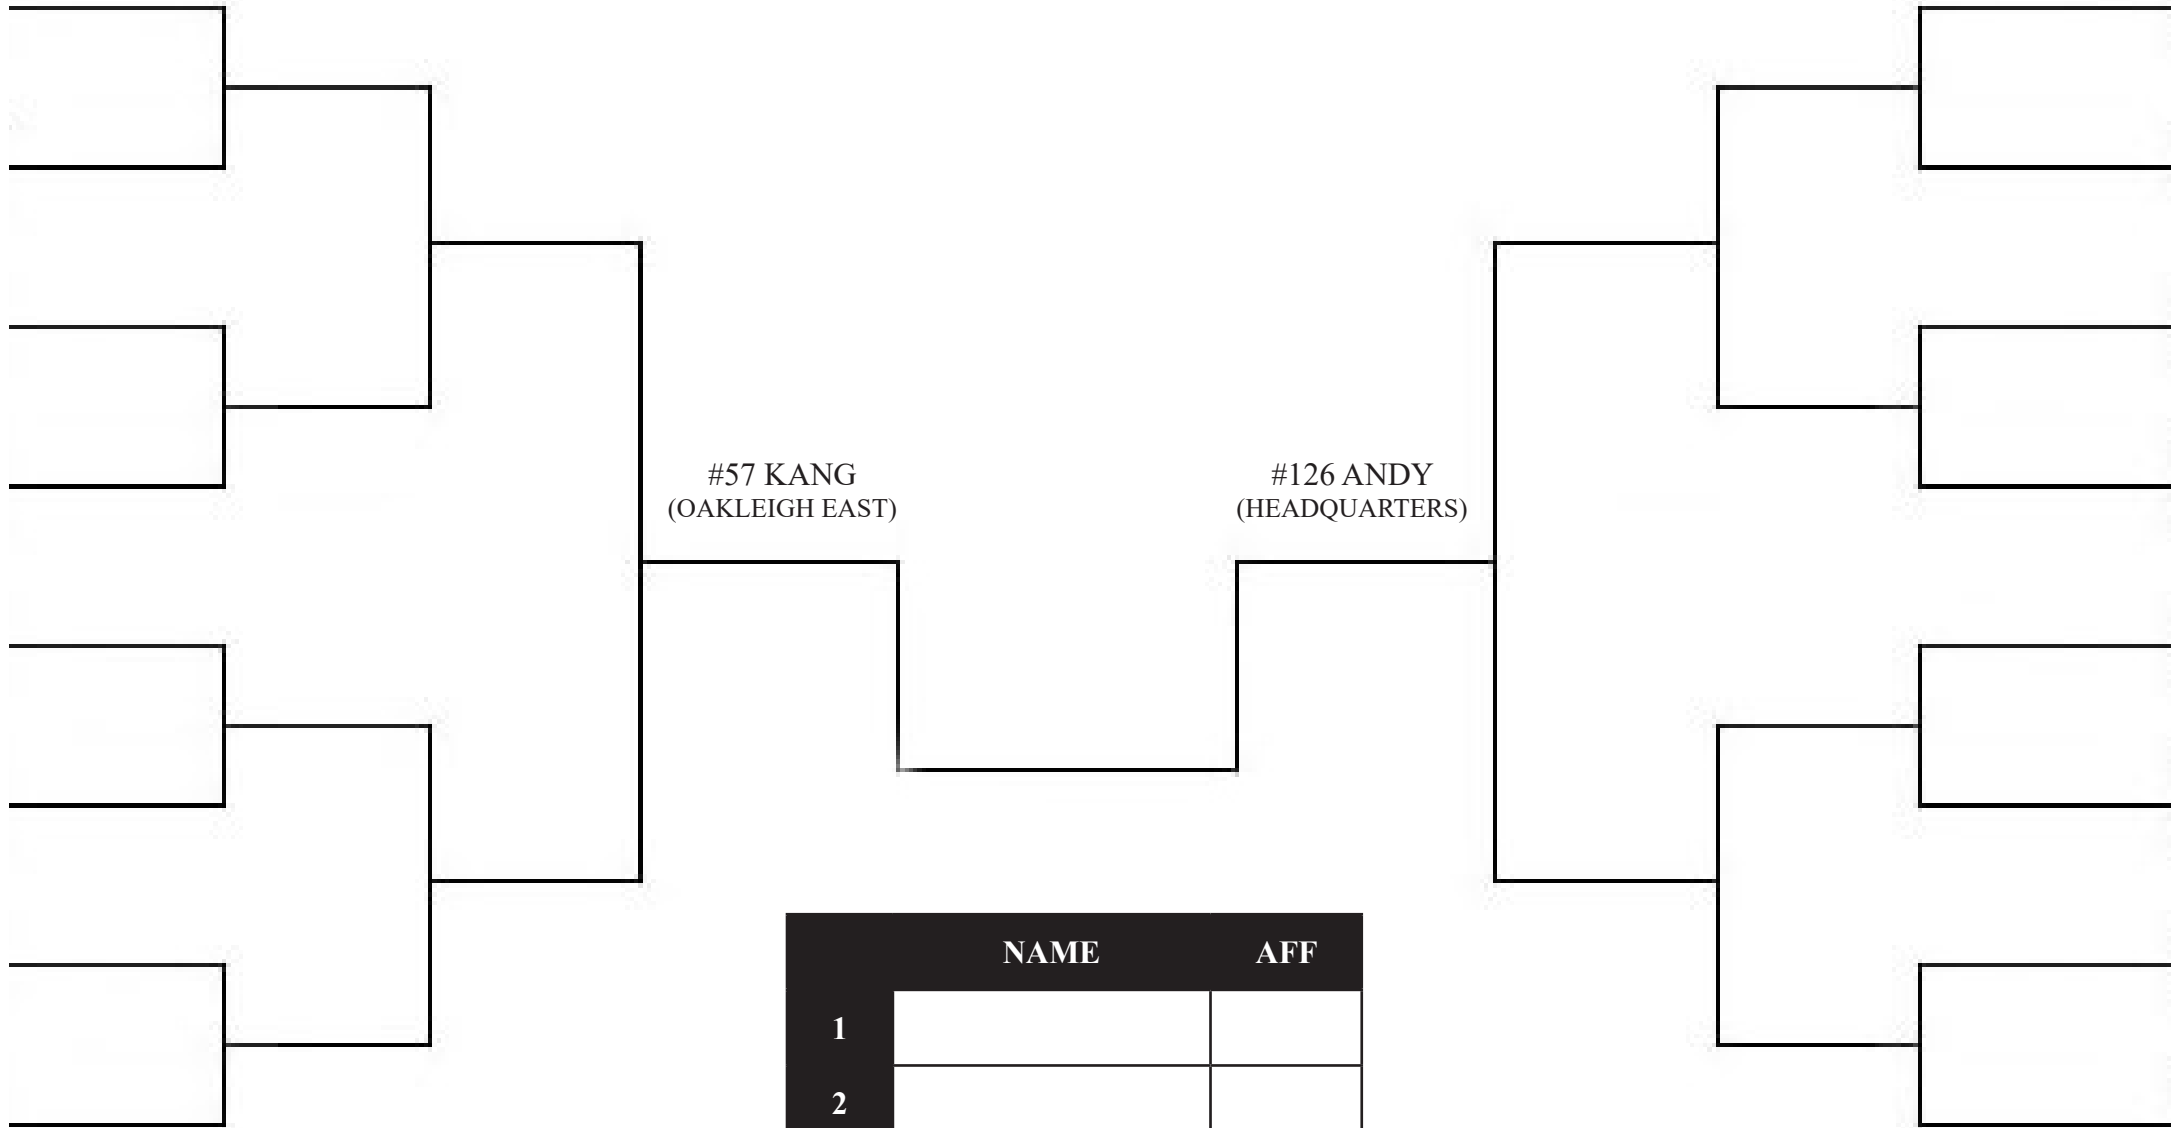 #57 KANG
(OAKLEIGH EAST)
#126 ANDY
(HEADQUARTERS)
NAME AFF
1
2